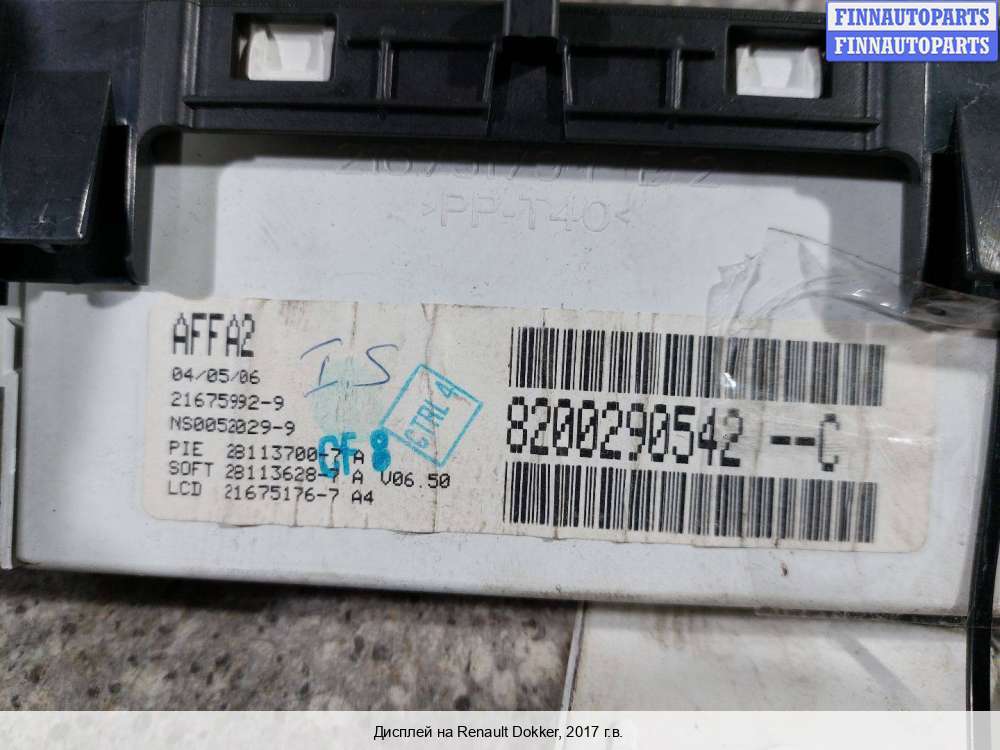 FINNAUTOPARTS
FINNAUTOPARTS
>PP-T40<
AFFA2
04/05/06
I.S
21675992-9
NS0052029-9
CTRL 4
CF 8
PIE 28113700-7 A
SOFT 28113628-7 A V06.50
LCD 21675176-7 A4
8200290542 --C
Дисплей на Renault Dokker, 2017 г.в.